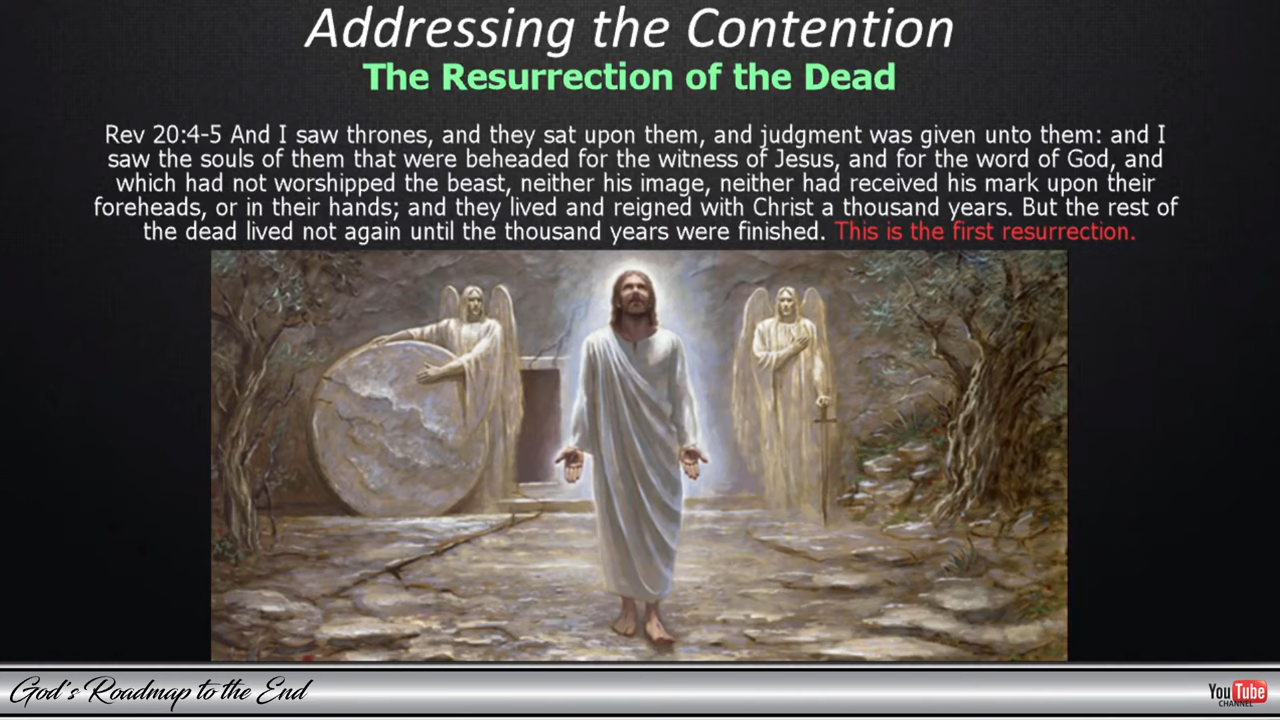 Addressing the Contention
The Resurrection of the Dead
Rev 20:4-5 And I saw thrones, and they sat upon them, and judgment was given unto them: and I
saw the souls of them that were beheaded for the witness of Jesus, and for the word of God, and
which had not worshipped the beast, neither his image, neither had received his mark upon their
foreheads, or in their hands; and they lived and reigned with Christ a thousand years. But the rest of
the dead lived not again until the thousand years were finished. This is the first resurrection.
God's Roadmap to the End
YouTube
CHANNEL